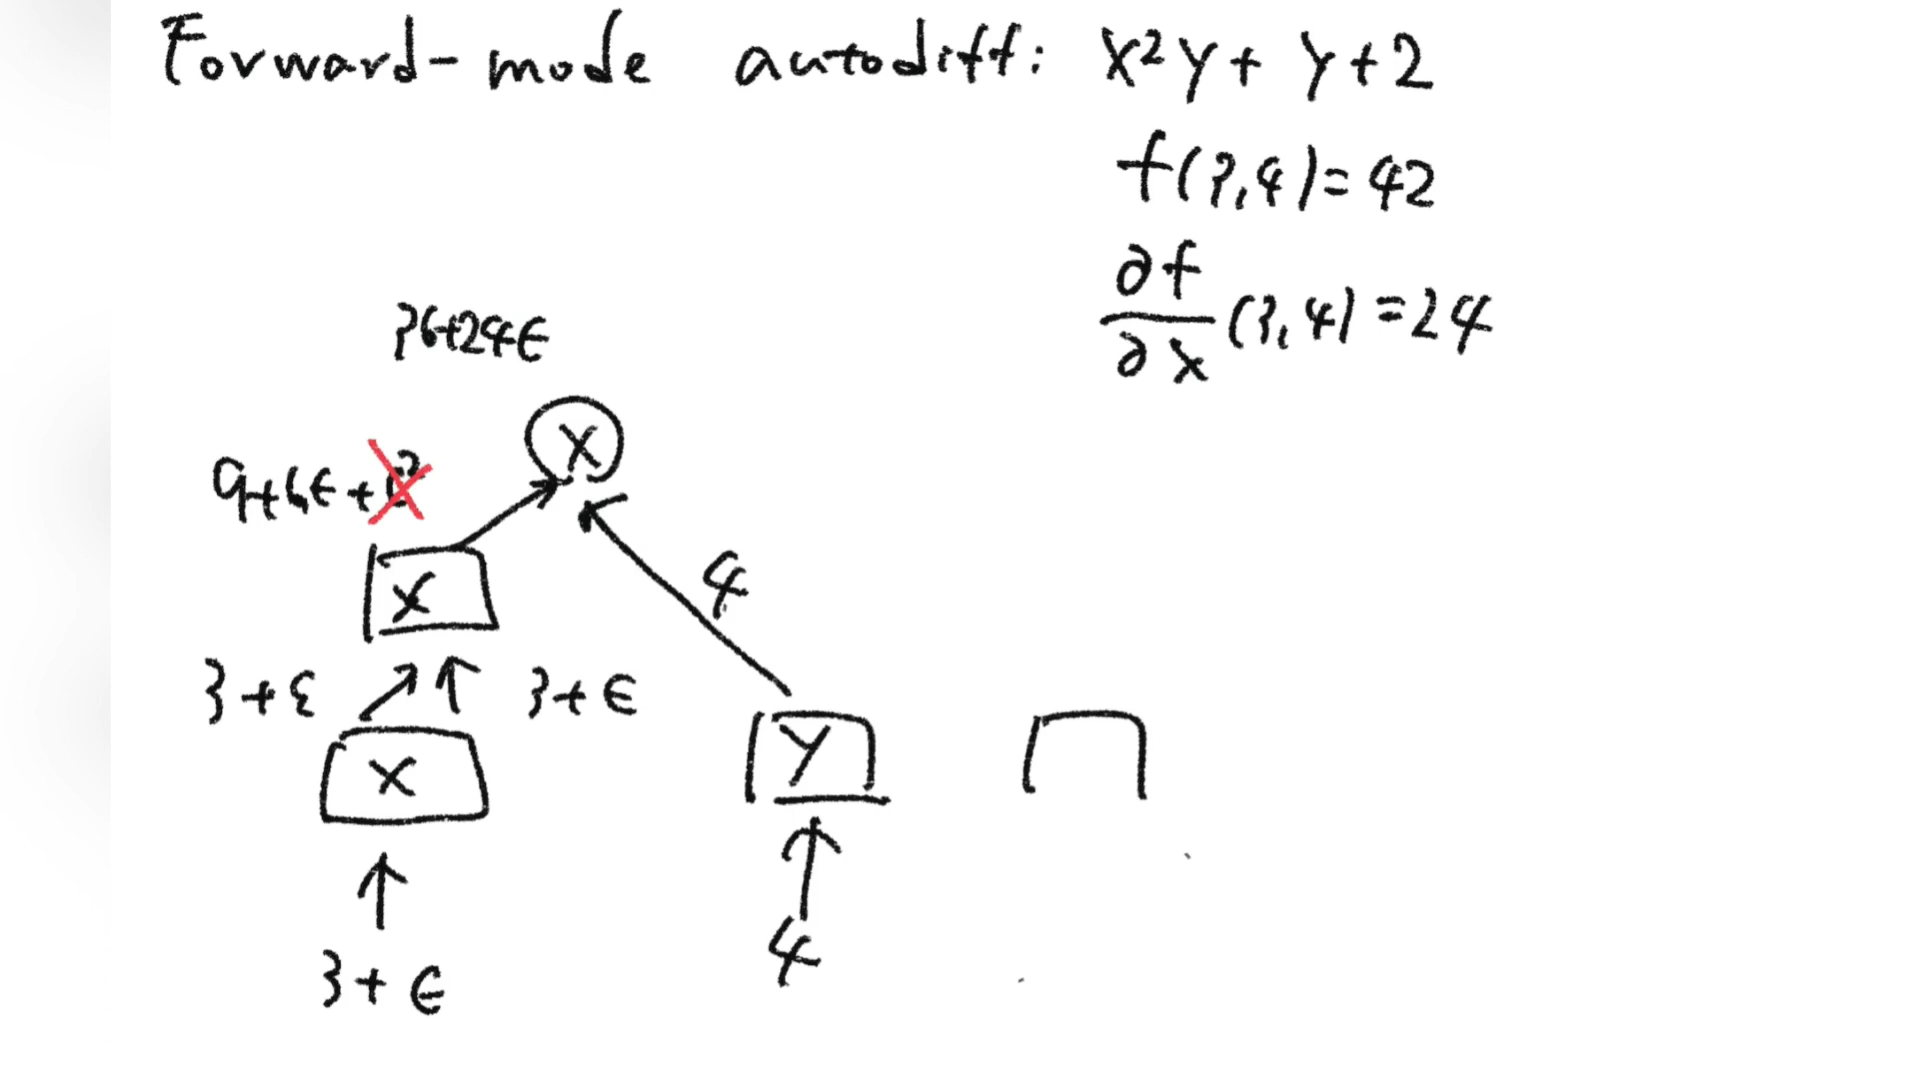 Forward-mode autodiff: x²y + y + 2
f(3,4) = 42
∂f/∂x (3,4) = 24
36+24ϵ
x
9+6ϵ+ϵ²
4
x
3+ϵ 3+ϵ
x y
3+ϵ 4